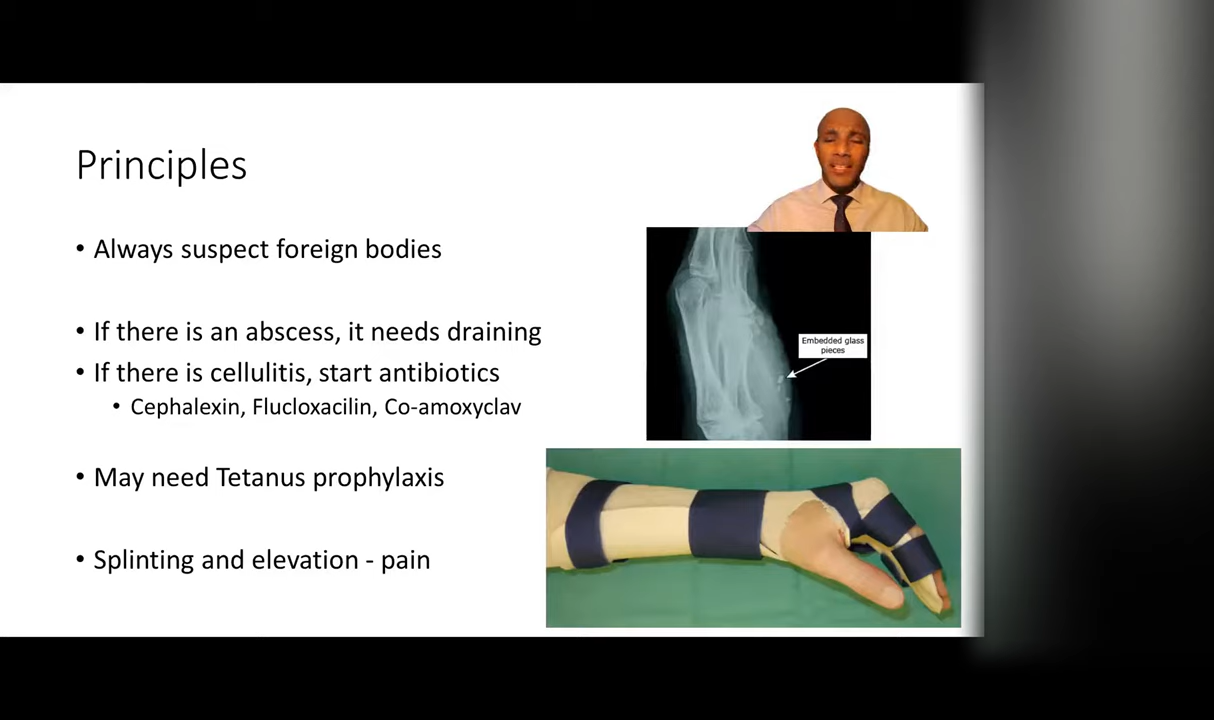 Principles
• Always suspect foreign bodies
• If there is an abscess, it needs draining
• If there is cellulitis, start antibiotics
• Cephalexin, Flucloxacilin, Co-amoxyclav
• May need Tetanus prophylaxis
• Splinting and elevation - pain
Embedded glass
pieces